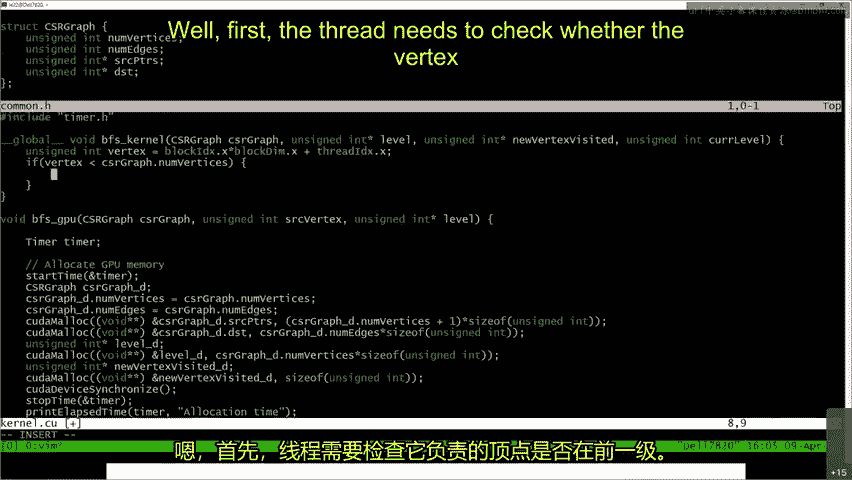 struct CSRGraph {
unsigned int numVertices;
unsigned int numEdges;
unsigned int* srcPtrs;
unsigned int* dst;
};
Well, first, the thread needs to check whether the
vertex
common.h 1,0-1 Top
#include "timer.h"
__global__ void bfs_kernel(CSRGraph csrGraph, unsigned int* level, unsigned int* newVertexVisited, unsigned int currLevel) {
unsigned int vertex = blockIdx.x*blockDim.x + threadIdx.x;
if(vertex < csrGraph.numVertices) {
}
}
void bfs_gpu(CSRGraph csrGraph, unsigned int srcVertex, unsigned int* level) {
Timer timer;
// Allocate GPU memory
startTime(&timer);
CSRGraph csrGraph_d;
csrGraph_d.numVertices = csrGraph.numVertices;
csrGraph_d.numEdges = csrGraph.numEdges;
cudaMalloc((void**) &csrGraph_d.srcPtrs, (csrGraph_d.numVertices + 1)*sizeof(unsigned int));
cudaMalloc((void**) &csrGraph_d.dst, csrGraph_d.numEdges*sizeof(unsigned int));
unsigned int* level_d;
cudaMalloc((void**) &level_d, csrGraph_d.numVertices*sizeof(unsigned int));
unsigned int* newVertexVisited_d;
cudaMalloc((void**) &newVertexVisited_d, sizeof(unsigned int));
cudaDeviceSynchronize();
stopTime(&timer);
printElapsedTime(timer, "Allocation time");
kernel.cu [+] 8,9
-- INSERT --
[0] 0:vim* "Dell7820" 16:05 09-Apr-
嗯，首先，线程需要检查它负责的顶点是否在前一级。
+15